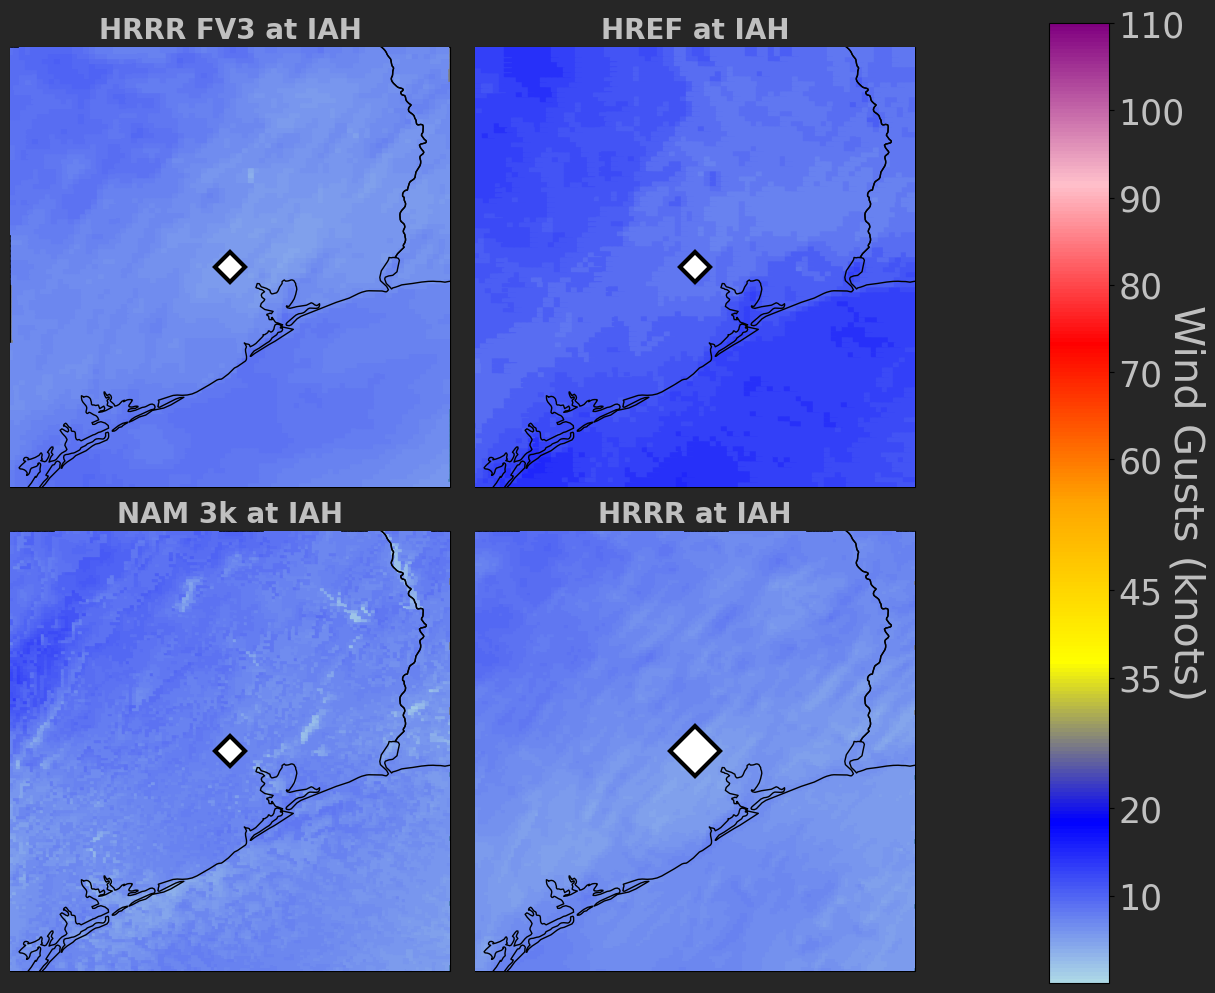 HRRR FV3 at IAH
HREF at IAH
NAM 3k at IAH
HRRR at IAH
110
100
90
80
70
60
45
35
20
10
Wind Gusts (knots)